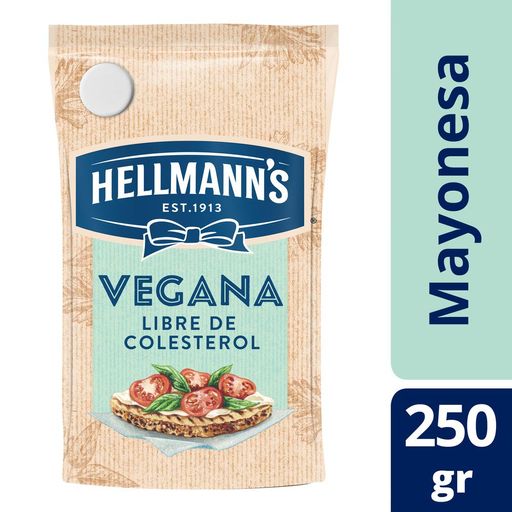 HELLMANN'S
EST.1913
®
VEGANA
LIBRE DE
COLESTEROL
Mayonesa
250
gr